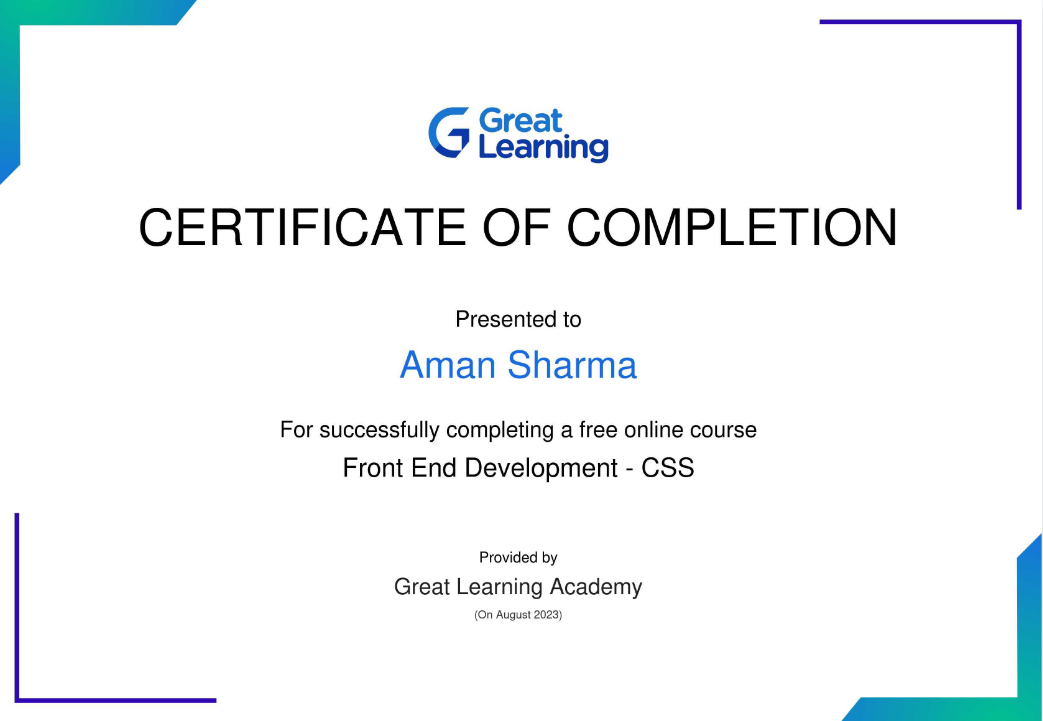 Great
Learning
CERTIFICATE OF COMPLETION
Presented to
Aman Sharma
For successfully completing a free online course
Front End Development - CSS
Provided by
Great Learning Academy
(On August 2023)